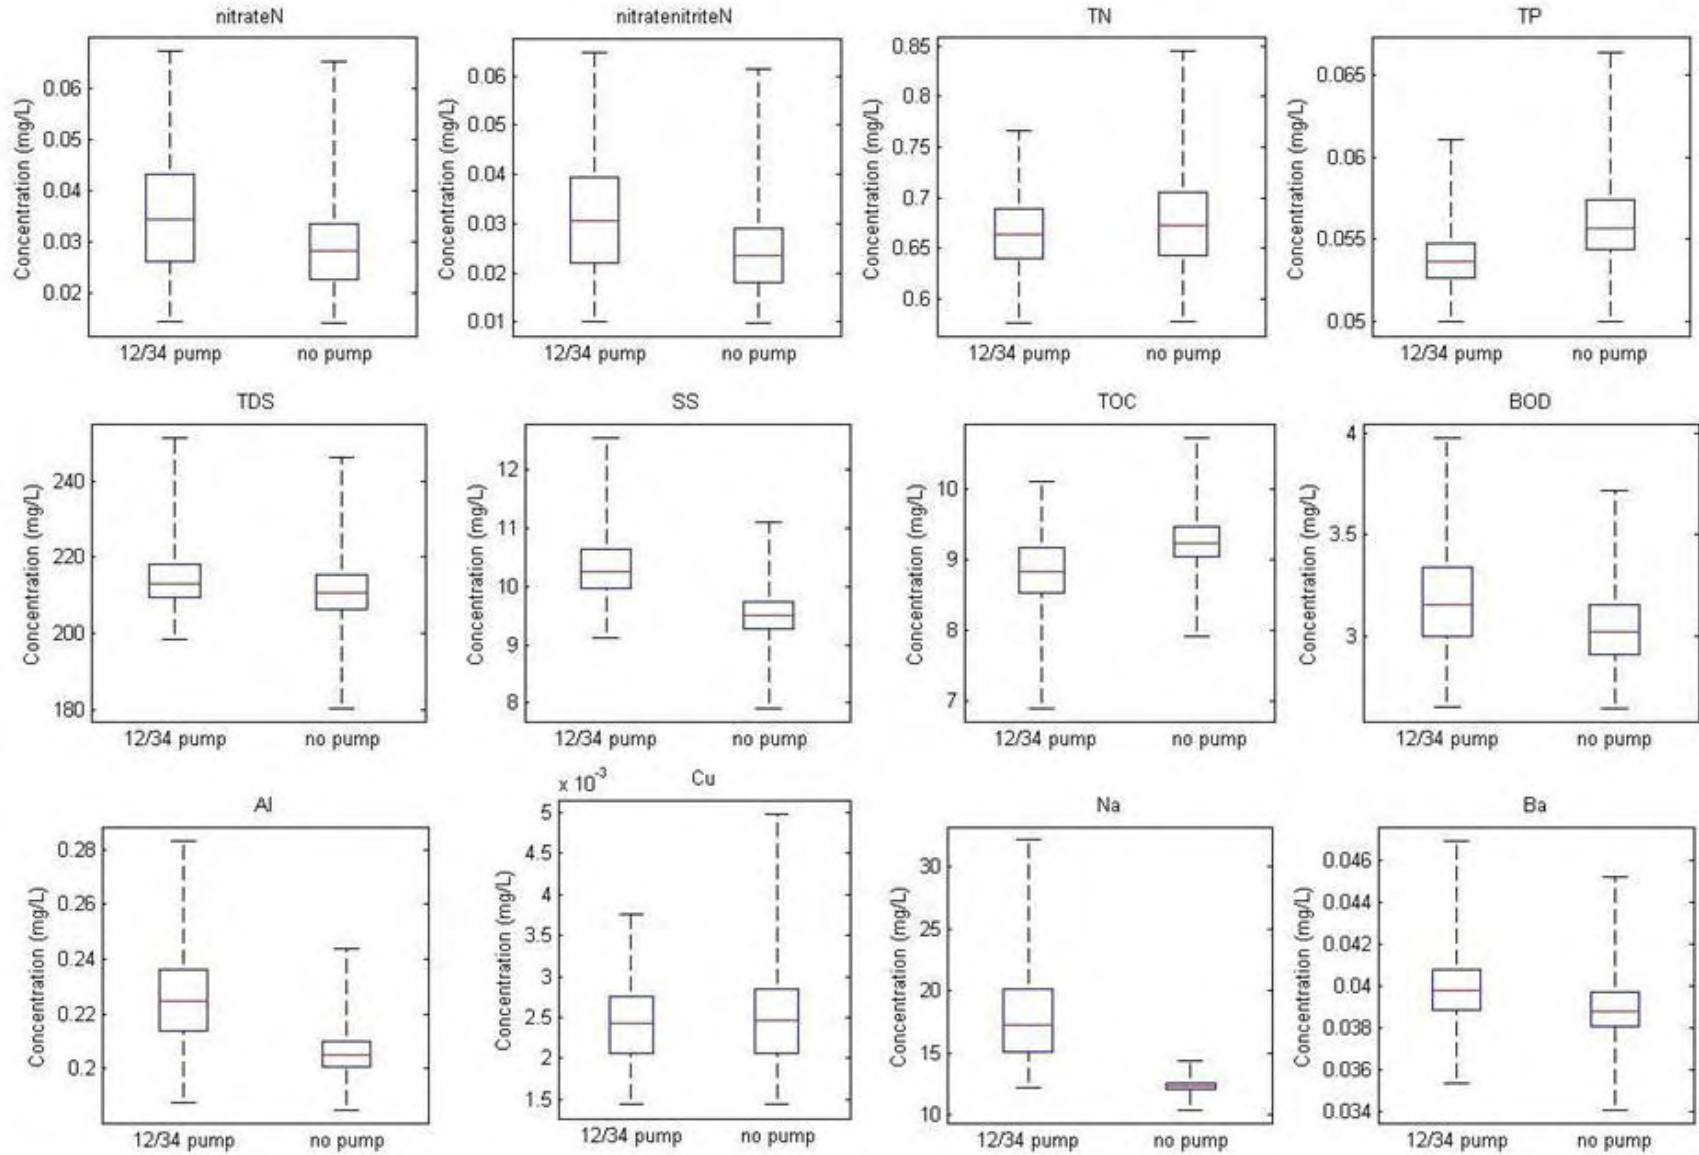 nitrateN
nitratenitriteN
TN
TP
Concentration (mg/L)
0.06
0.05
0.04
0.03
0.02
12/34 pump no pump
Concentration (mg/L)
0.06
0.05
0.04
0.03
0.02
0.01
12/34 pump no pump
Concentration (mg/L)
0.85
0.8
0.75
0.7
0.65
0.6
12/34 pump no pump
Concentration (mg/L)
0.065
0.06
0.055
0.05
12/34 pump no pump
TDS
SS
TOC
BOD
Concentration (mg/L)
240
220
200
180
12/34 pump no pump
Concentration (mg/L)
12
11
10
9
8
12/34 pump no pump
Concentration (mg/L)
10
9
8
7
12/34 pump no pump
Concentration (mg/L)
4
3.5
3
12/34 pump no pump
Al
x 10-3
Cu
Na
Ba
Concentration (mg/L)
0.28
0.26
0.24
0.22
0.2
12/34 pump no pump
Concentration (mg/L)
5
4.5
4
3.5
3
2.5
2
1.5
12/34 pump no pump
Concentration (mg/L)
30
25
20
15
10
12/34 pump no pump
Concentration (mg/L)
0.046
0.044
0.042
0.04
0.038
0.036
0.034
12/34 pump no pump